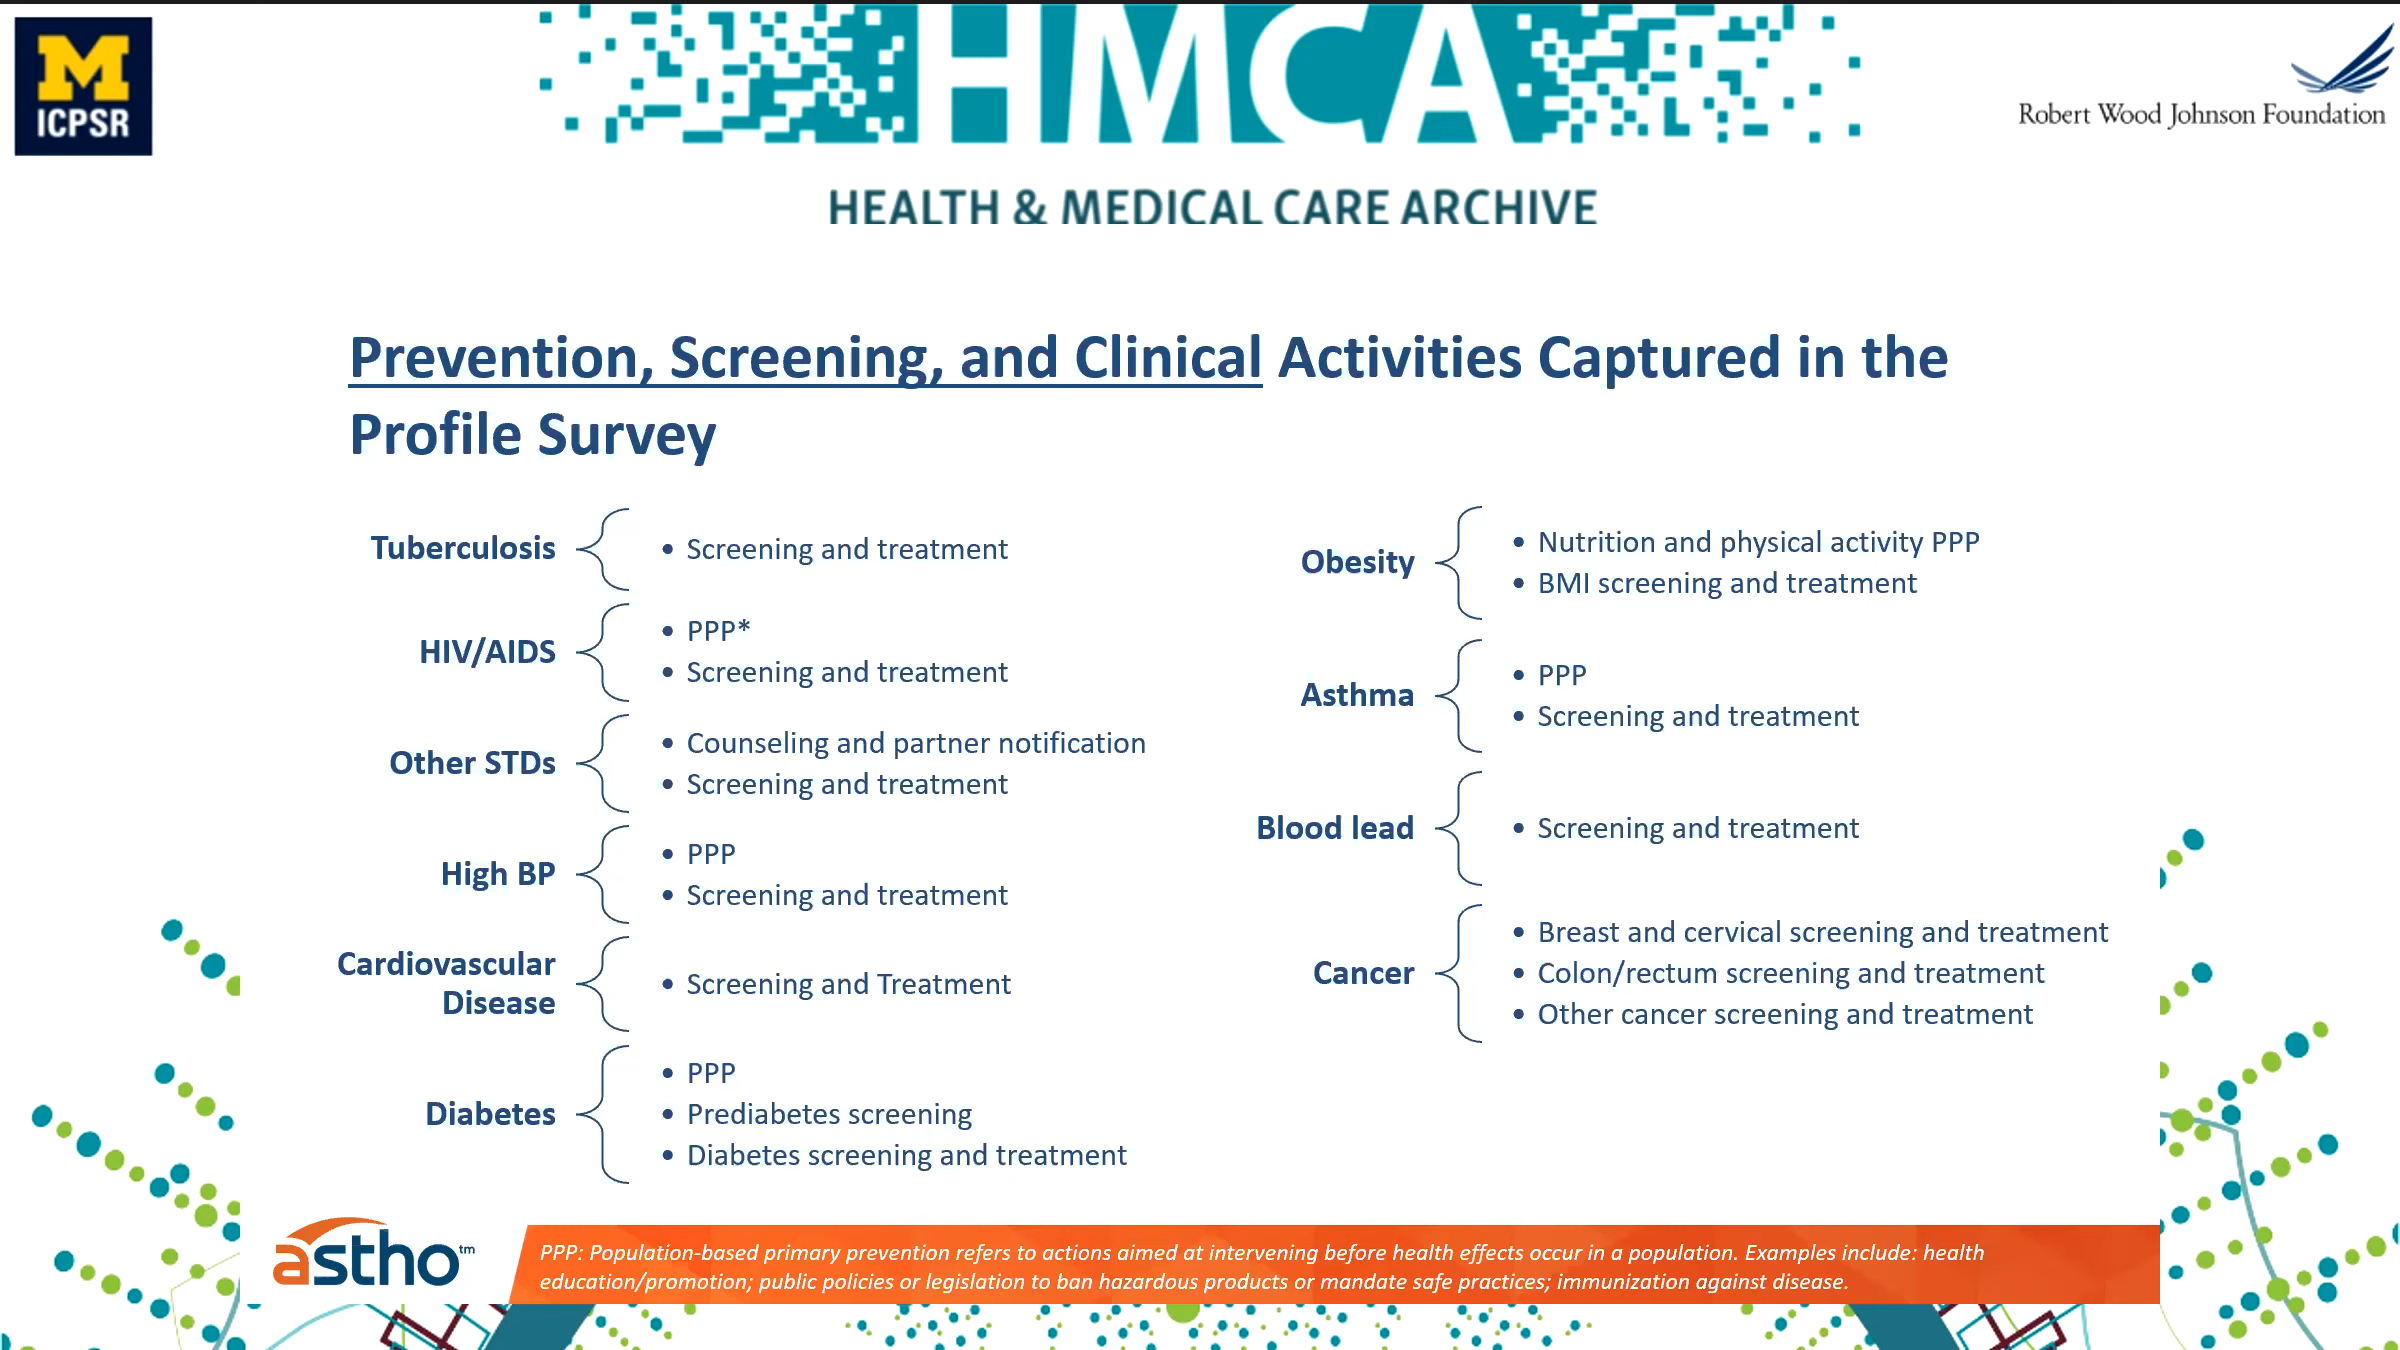 M
ICPSR
HMCA
HEALTH & MEDICAL CARE ARCHIVE
Robert Wood Johnson Foundation
Prevention, Screening, and Clinical Activities Captured in the
Profile Survey
Tuberculosis
• Screening and treatment
HIV/AIDS
• PPP*
• Screening and treatment
Other STDs
• Counseling and partner notification
• Screening and treatment
High BP
• PPP
• Screening and treatment
Cardiovascular
Disease
• Screening and Treatment
Diabetes
• PPP
• Prediabetes screening
• Diabetes screening and treatment
Obesity
• Nutrition and physical activity PPP
• BMI screening and treatment
Asthma
• PPP
• Screening and treatment
Blood lead
• Screening and treatment
Cancer
• Breast and cervical screening and treatment
• Colon/rectum screening and treatment
• Other cancer screening and treatment
astho™
PPP: Population-based primary prevention refers to actions aimed at intervening before health effects occur in a population. Examples include: health
education/promotion; public policies or legislation to ban hazardous products or mandate safe practices; immunization against disease.